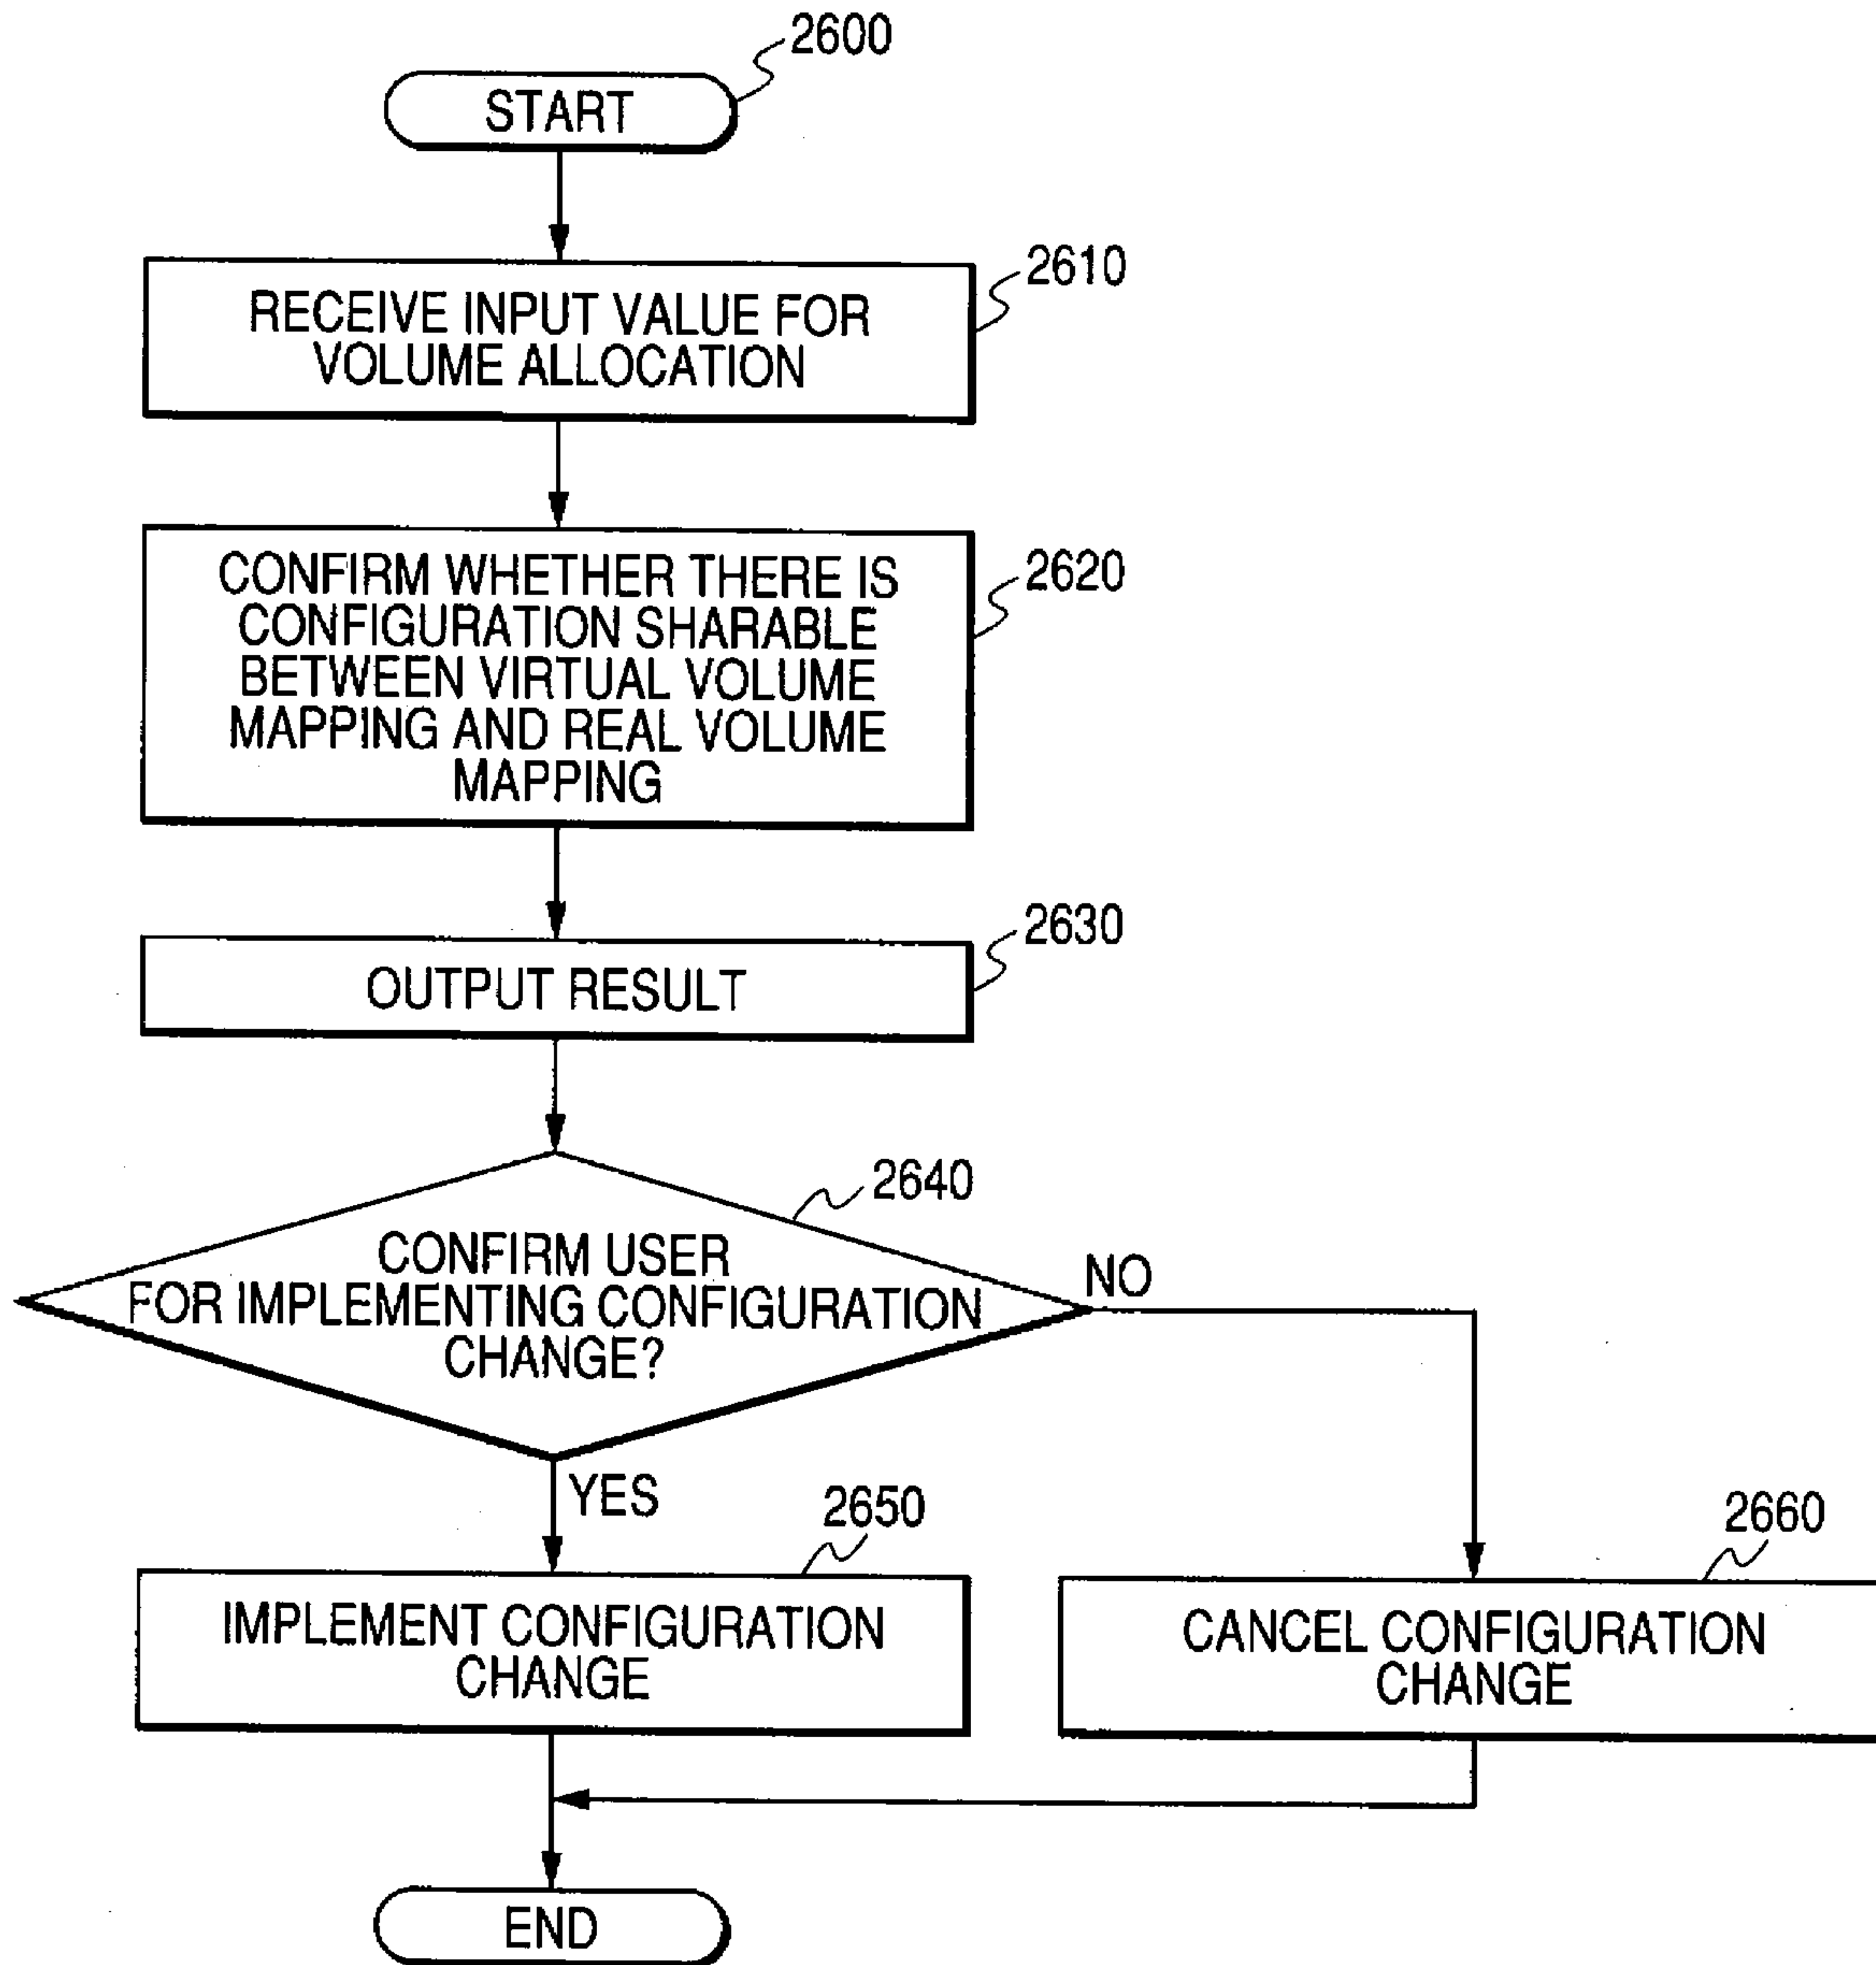 2600
START
2610
RECEIVE INPUT VALUE FOR
VOLUME ALLOCATION
2620
CONFIRM WHETHER THERE IS
CONFIGURATION SHARABLE
BETWEEN VIRTUAL VOLUME
MAPPING AND REAL VOLUME
MAPPING
2630
OUTPUT RESULT
2640
CONFIRM USER
FOR IMPLEMENTING CONFIGURATION
CHANGE?
NO
YES
2650
IMPLEMENT CONFIGURATION
CHANGE
2660
CANCEL CONFIGURATION
CHANGE
END